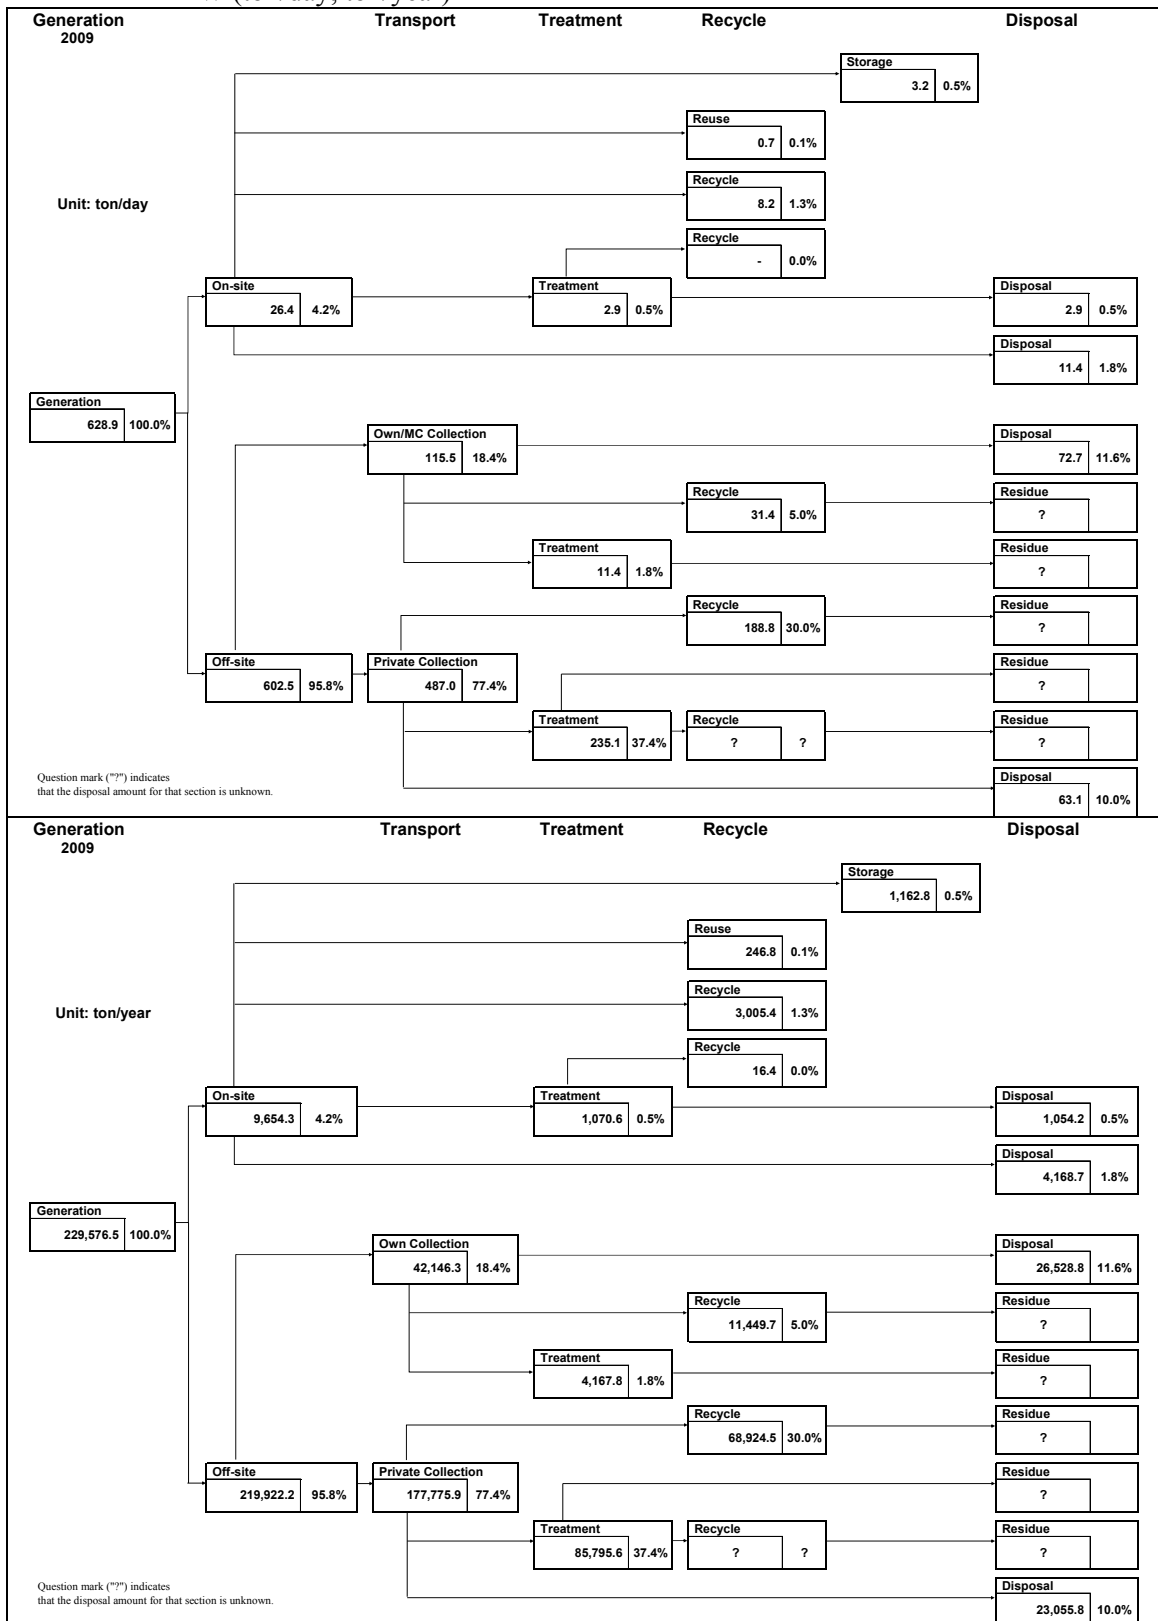 Generation Transport Treatment Recycle Disposal
2009
Storage
3.2 0.5%
Reuse
0.7 0.1%
Recycle
8.2 1.3%
Unit: ton/day
Recycle
- 0.0%
On-site Treatment Disposal
26.4 4.2% 2.9 0.5% 2.9 0.5%
Disposal
11.4 1.8%
Generation
628.9 100.0%
Own/MC Collection Disposal
115.5 18.4% 72.7 11.6%
Recycle Residue
31.4 5.0% ?
Treatment Residue
11.4 1.8% ?
Recycle Residue
188.8 30.0% ?
Off-site Private Collection Residue
602.5 95.8% 487.0 77.4% ?
Treatment Recycle Residue
235.1 37.4% ? ? ?
Question mark ("?") indicates
that the disposal amount for that section is unknown.
Disposal
63.1 10.0%
Generation Transport Treatment Recycle Disposal
2009
Storage
1,162.8 0.5%
Reuse
246.8 0.1%
Recycle
3,005.4 1.3%
Unit: ton/year
Recycle
16.4 0.0%
On-site Treatment Disposal
9,654.3 4.2% 1,070.6 0.5% 1,054.2 0.5%
Disposal
4,168.7 1.8%
Generation
229,576.5 100.0%
Own Collection Disposal
42,146.3 18.4% 26,528.8 11.6%
Recycle Residue
11,449.7 5.0% ?
Treatment Residue
4,167.8 1.8% ?
Recycle Residue
68,924.5 30.0% ?
Off-site Private Collection Residue
219,922.2 95.8% 177,775.9 77.4% ?
Treatment Recycle Residue
85,795.6 37.4% ? ? ?
Question mark ("?") indicates
that the disposal amount for that section is unknown.
Disposal
23,055.8 10.0%